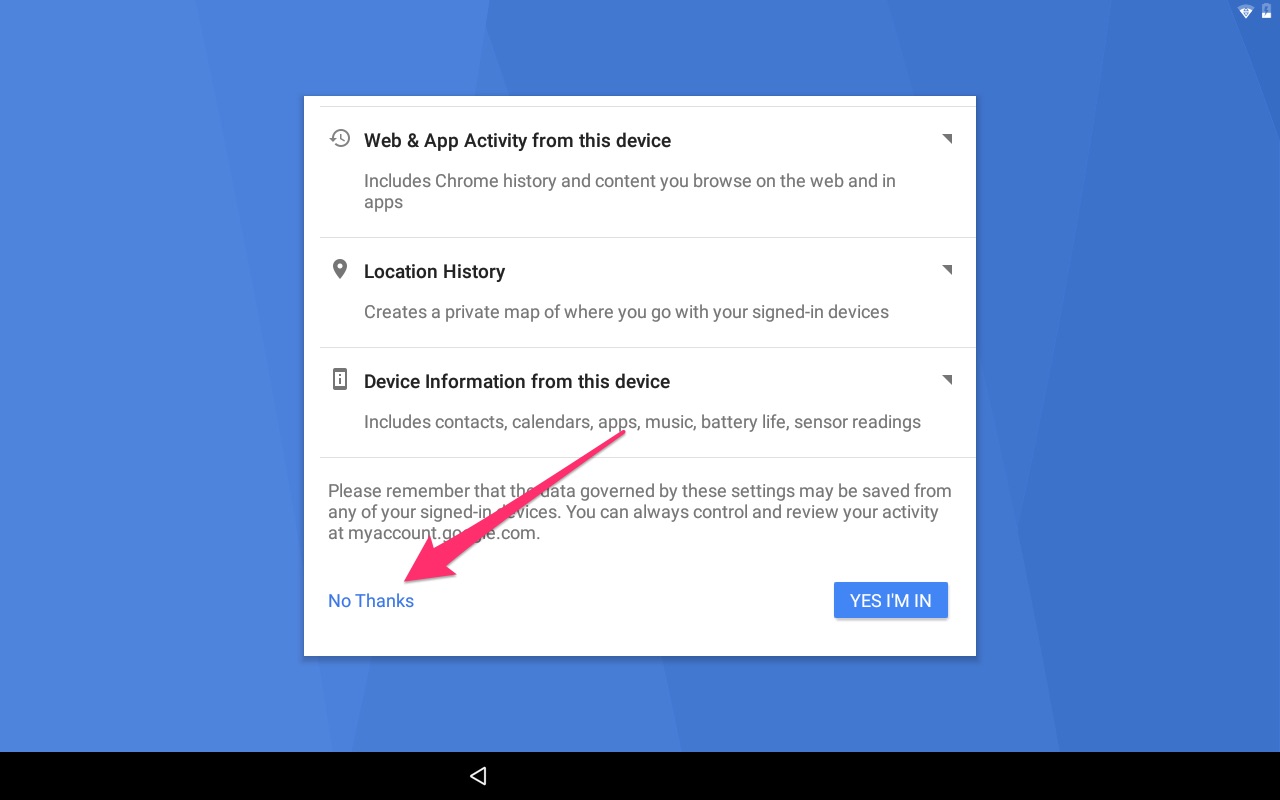 Web & App Activity from this device
Includes Chrome history and content you browse on the web and in
apps
Location History
Creates a private map of where you go with your signed-in devices
Device Information from this device
Includes contacts, calendars, apps, music, battery life, sensor readings
Please remember that the data governed by these settings may be saved from
any of your signed-in devices. You can always control and review your activity
at myaccount.google.com.
No Thanks
YES I'M IN